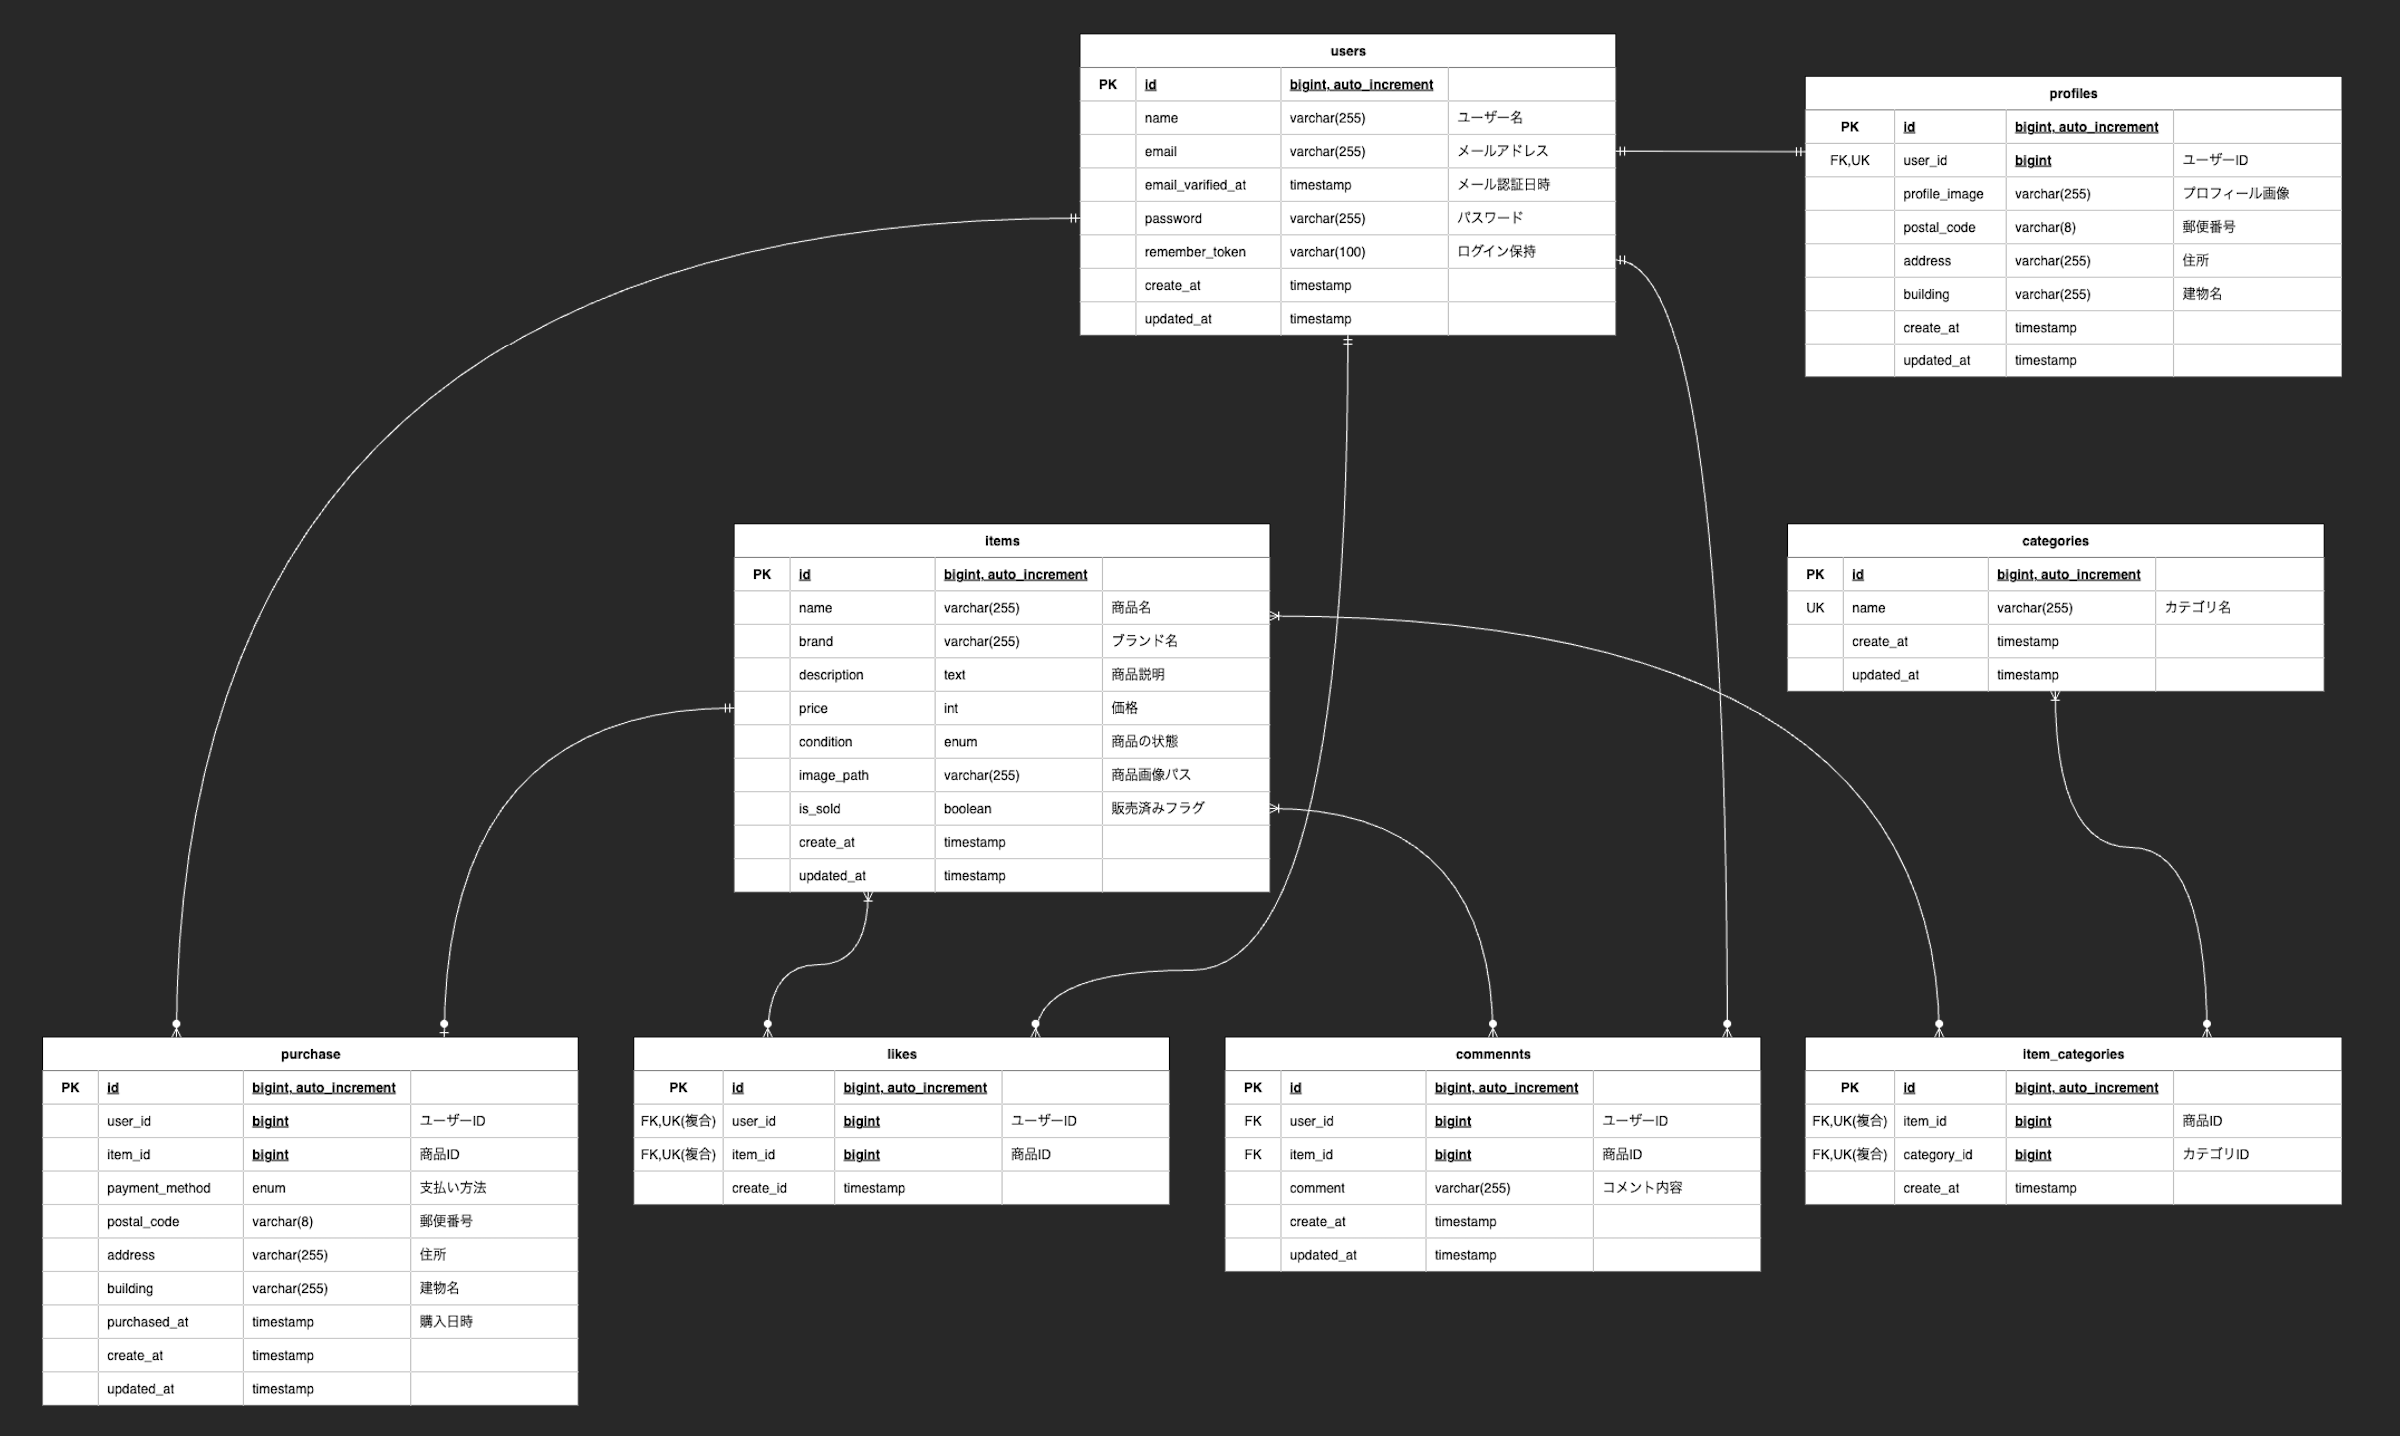 users
PK id bigint, auto_increment
name varchar(255) ユーザー名
email varchar(255) メールアドレス
email_varified_at timestamp メール認証日時
password varchar(255) パスワード
remember_token varchar(100) ログイン保持
create_at timestamp
updated_at timestamp
profiles
PK id bigint, auto_increment
FK,UK user_id bigint ユーザーID
profile_image varchar(255) プロフィール画像
postal_code varchar(8) 郵便番号
address varchar(255) 住所
building varchar(255) 建物名
create_at timestamp
updated_at timestamp
items
PK id bigint, auto_increment
name varchar(255) 商品名
brand varchar(255) ブランド名
description text 商品説明
price int 価格
condition enum 商品の状態
image_path varchar(255) 商品画像パス
is_sold boolean 販売済みフラグ
create_at timestamp
updated_at timestamp
categories
PK id bigint, auto_increment
UK name varchar(255) カテゴリ名
create_at timestamp
updated_at timestamp
purchase
PK id bigint, auto_increment
user_id bigint ユーザーID
item_id bigint 商品ID
payment_method enum 支払い方法
postal_code varchar(8) 郵便番号
address varchar(255) 住所
building varchar(255) 建物名
purchased_at timestamp 購入日時
create_at timestamp
updated_at timestamp
likes
PK id bigint, auto_increment
FK,UK(複合) user_id bigint ユーザーID
FK,UK(複合) item_id bigint 商品ID
create_id timestamp
commennts
PK id bigint, auto_increment
FK user_id bigint ユーザーID
FK item_id bigint 商品ID
comment varchar(255) コメント内容
create_at timestamp
updated_at timestamp
item_categories
PK id bigint, auto_increment
FK,UK(複合) item_id bigint 商品ID
FK,UK(複合) category_id bigint カテゴリID
create_at timestamp